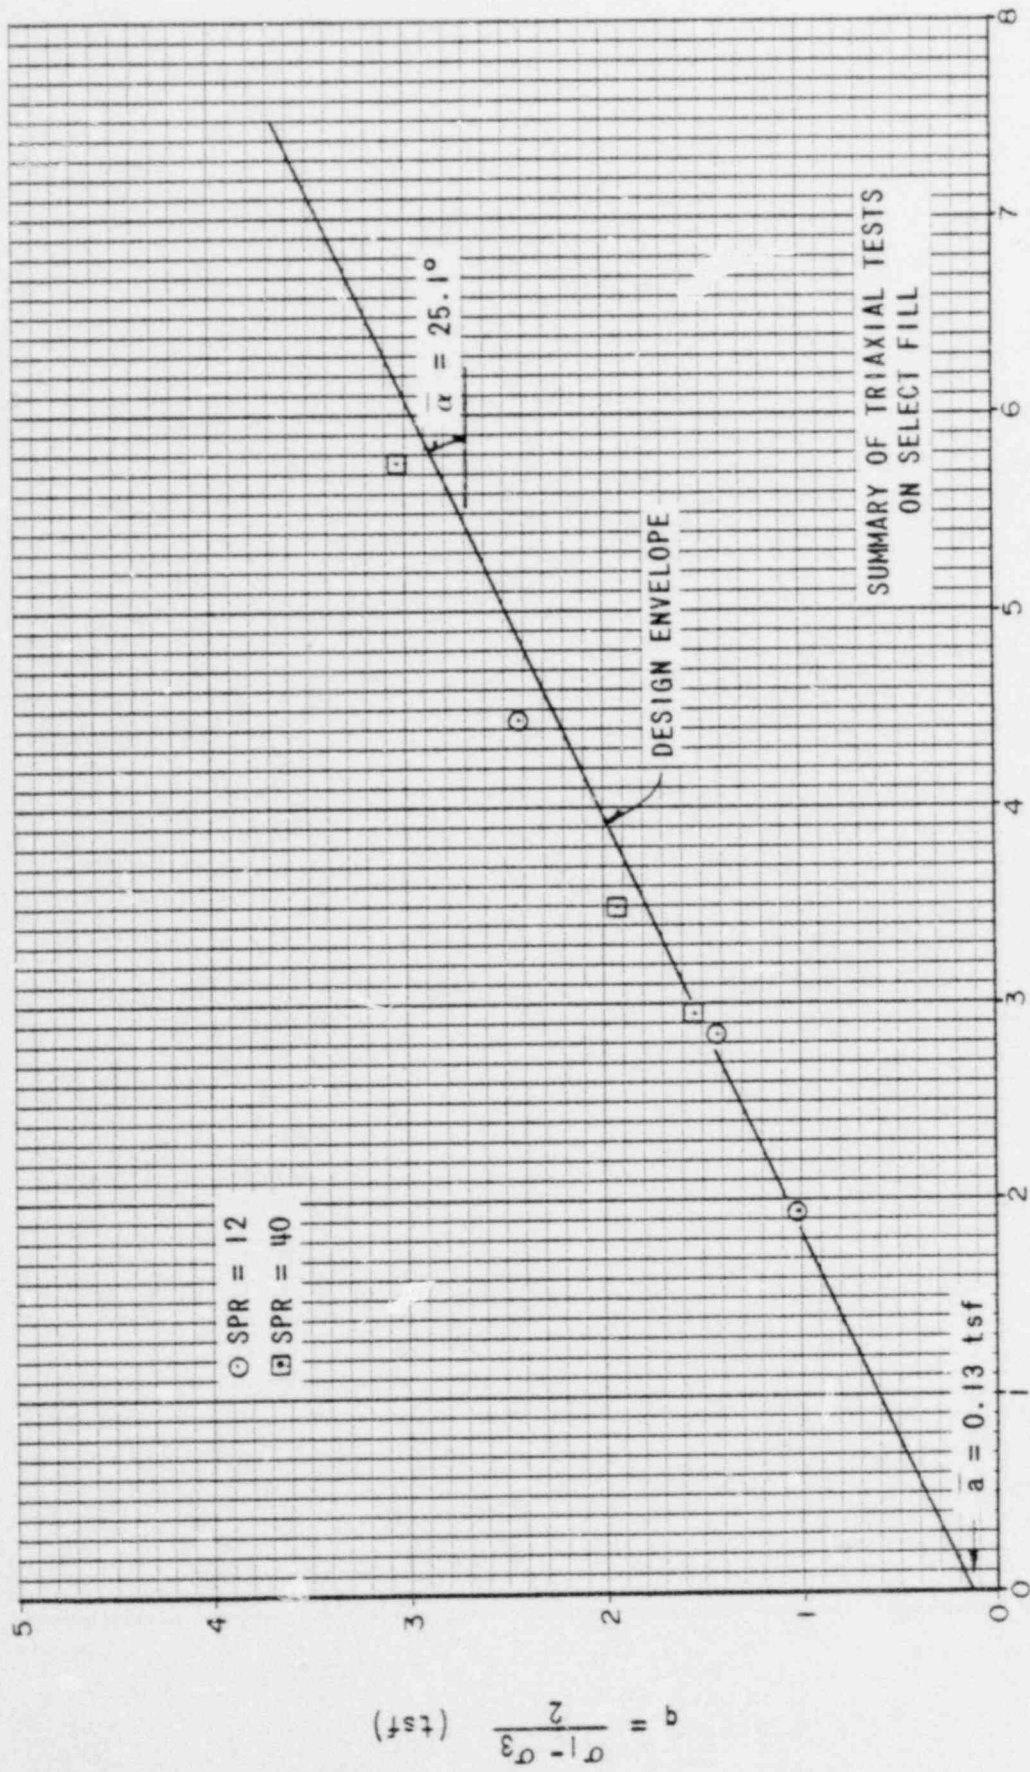 5
4
3
2
1
0
q = σ₁ - σ₃ / 2 (tsf)
⊙ SPR = 12
⊡ SPR = 40
ᾱ = 25.1°
DESIGN ENVELOPE
SUMMARY OF TRIAXIAL TESTS
ON SELECT FILL
a̅ = 0.13 tsf
0 1 2 3 4 5 6 7 8